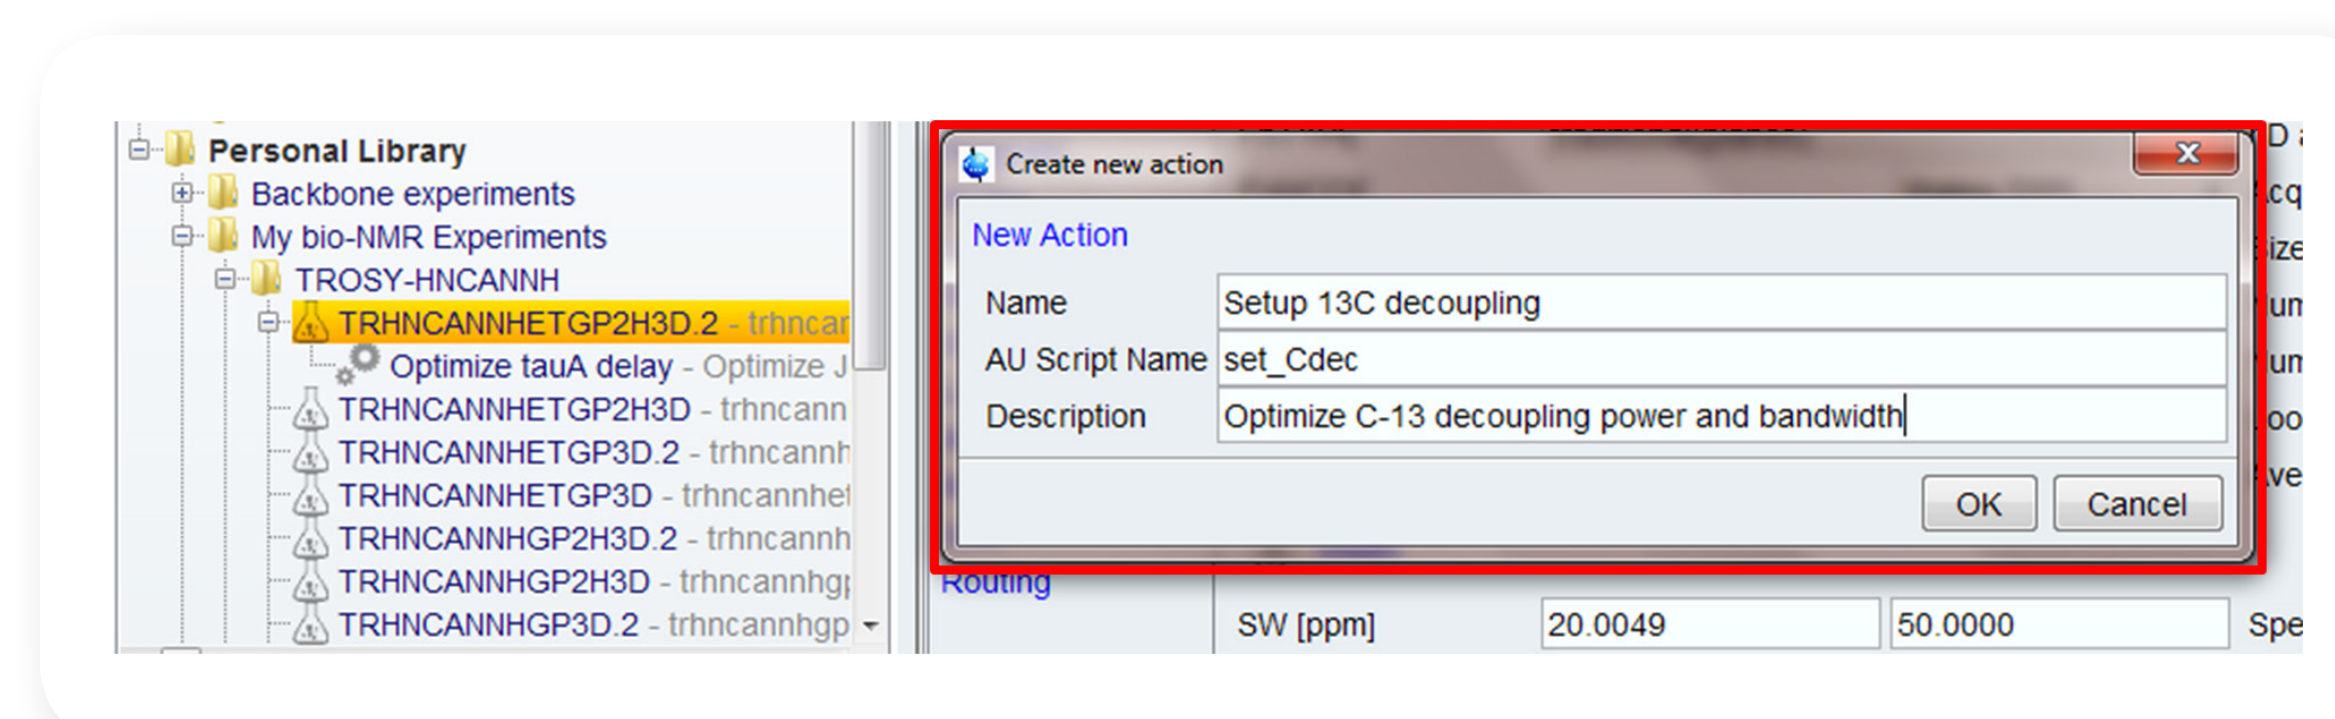 Personal Library
Backbone experiments
My bio-NMR Experiments
TROSY-HNCANNH
TRHNCANNHETGP2H3D.2 - trhncan
Optimize tauA delay - Optimize J
TRHNCANNHETGP2H3D - trhncann
TRHNCANNHETGP3D.2 - trhncannh
TRHNCANNHETGP3D - trhncannhet
TRHNCANNHGP2H3D.2 - trhncannh
TRHNCANNHGP2H3D - trhncannhgp
TRHNCANNHGP3D.2 - trhncannhgp
Create new action
New Action
Name Setup 13C decoupling
AU Script Name set_Cdec
Description Optimize C-13 decoupling power and bandwidth
OK Cancel
Routing
SW [ppm] 20.0049 50.0000 Spe